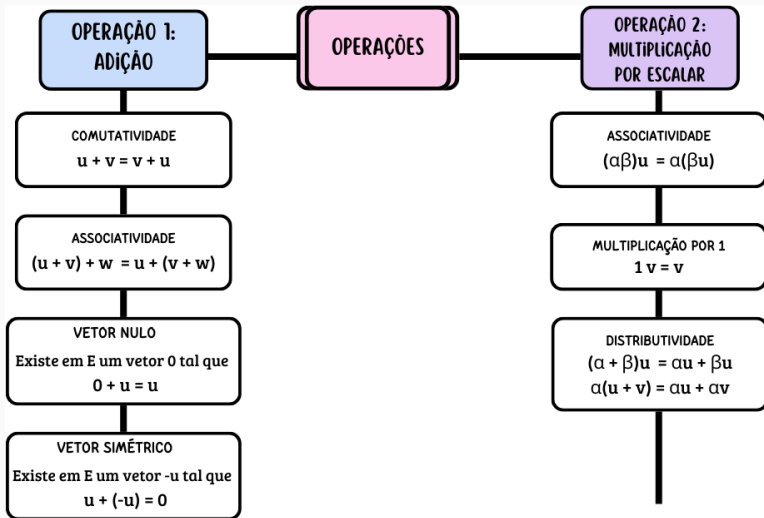 OPERAÇÃO 1:
ADIÇÃO
OPERAÇÕES
OPERAÇÃO 2:
MULTIPLICAÇÃO
POR ESCALAR
COMUTATIVIDADE
u + v = v + u
ASSOCIATIVIDADE
(u + v) + w = u + (v + w)
VETOR NULO
Existe em E um vetor 0 tal que
0 + u = u
VETOR SIMÉTRICO
Existe em E um vetor -u tal que
u + (-u) = 0
ASSOCIATIVIDADE
(αβ)u = α(βu)
MULTIPLICAÇÃO POR 1
1 v = v
DISTRIBUTIVIDADE
(α + β)u = αu + βu
α(u + v) = αu + αv